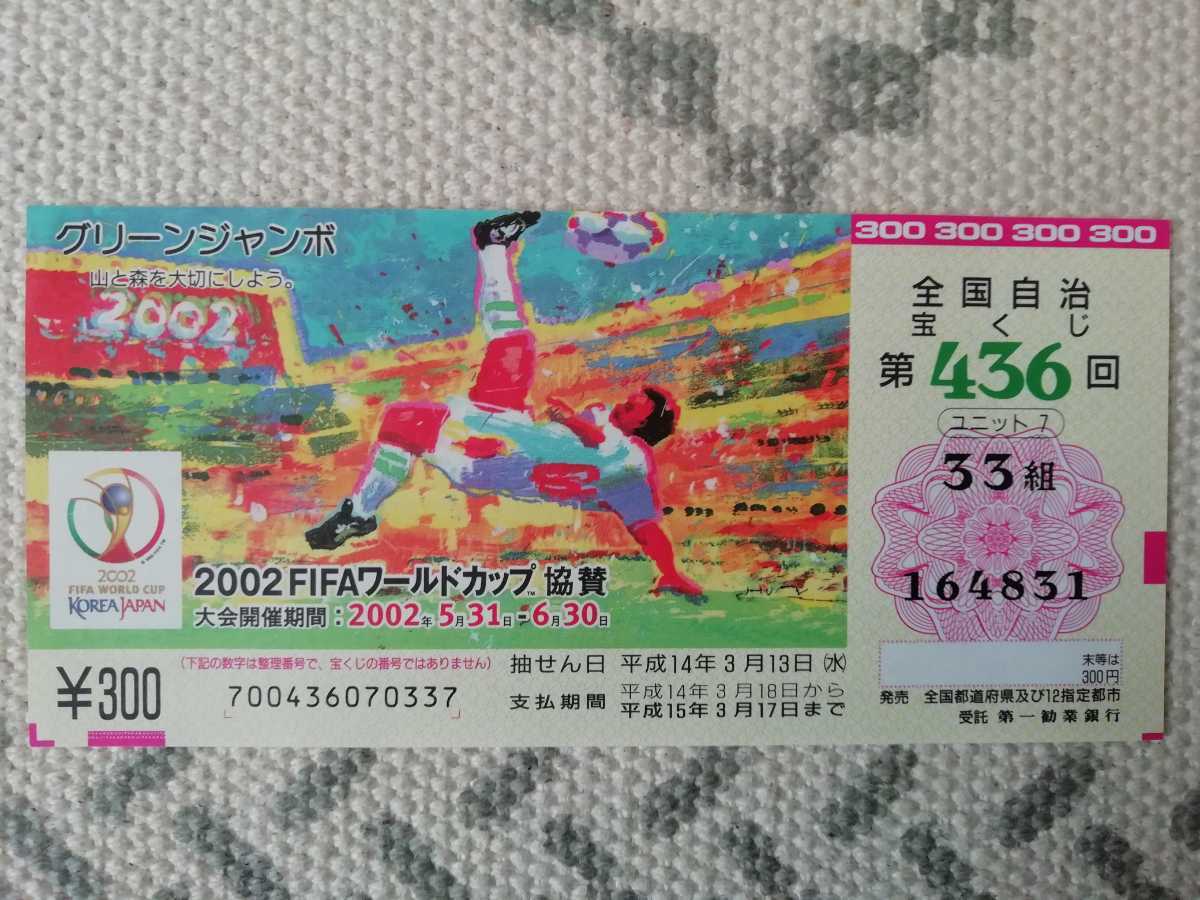 グリーンジャンボ
山と森を大切にしよう。
2002
2002
FIFA WORLD CUP
KOREA JAPAN
2002 FIFAワールドカップ™ 協賛
大会開催期間:2002年5月31日-6月30日
¥300
(下記の数字は整理番号で、宝くじの番号ではありません)
700436070337
抽せん日 平成14年3月13日(水)
支払期間 平成14年3月18日から
平成15年3月17日まで
300 300 300 300
全国自治
宝くじ
第436回
ユニット 7
33組
164831
末等は
300円
発売 全国都道府県及び12指定都市
受託 第一勧業銀行